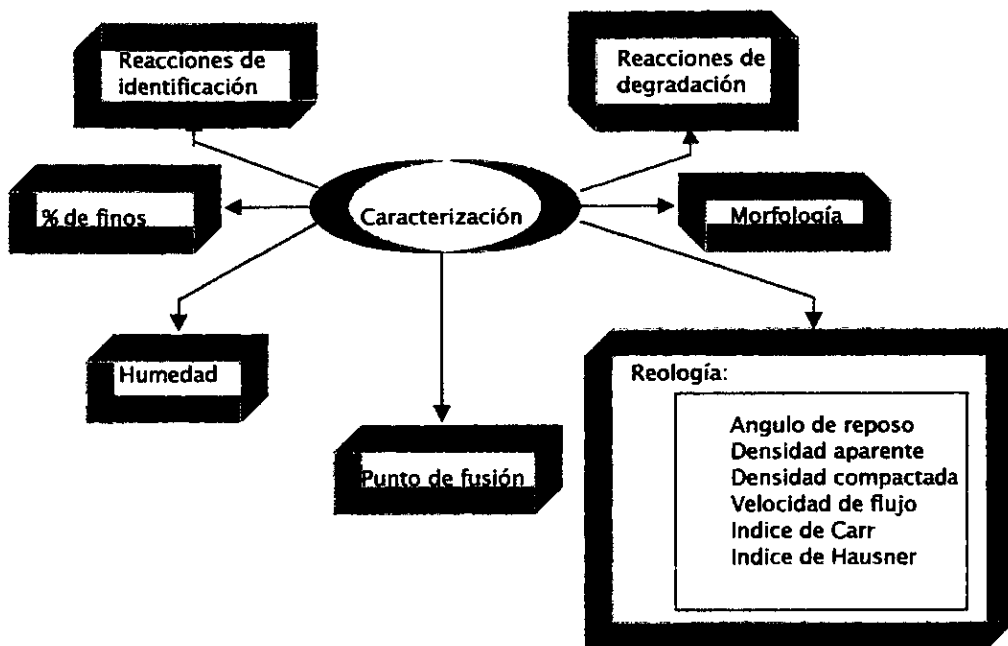 Reacciones de
identificación
Reacciones de
degradación
% de finos
Caracterización
Morfología
Humedad
Punto de fusión
Reología:
Angulo de reposo
Densidad aparente
Densidad compactada
Velocidad de flujo
Indice de Carr
Indice de Hausner